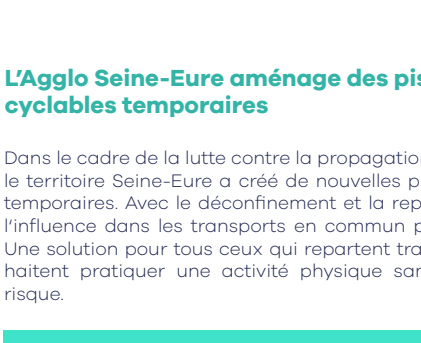 L'Agglo Seine-Eure aménage des pis
cyclables temporaires
Dans le cadre de la lutte contre la propagation
le territoire Seine-Eure a créé de nouvelles p
temporaires. Avec le déconfinement et la rep
l'influence dans les transports en commun p
Une solution pour tous ceux qui repartent tra
haitent pratiquer une activité physique san
risque.